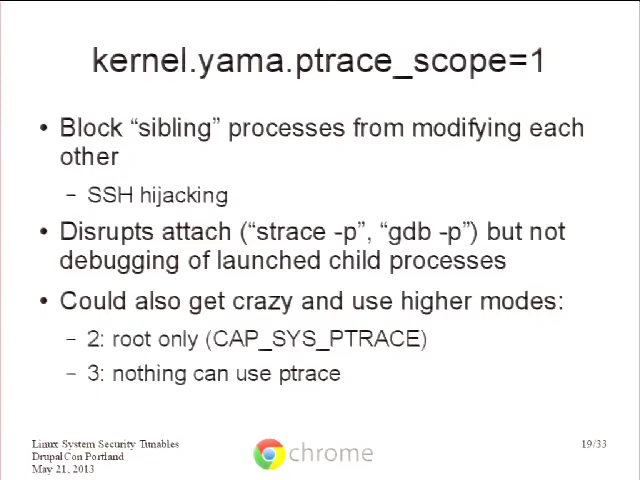 kernel.yama.ptrace_scope=1
• Block “sibling” processes from modifying each
other
– SSH hijacking
• Disrupts attach (“strace -p”, “gdb -p”) but not
debugging of launched child processes
• Could also get crazy and use higher modes:
– 2: root only (CAP_SYS_PTRACE)
– 3: nothing can use ptrace
Linux System Security Tunables
DrupalCon Portland
May 21, 2013
chrome
19/33